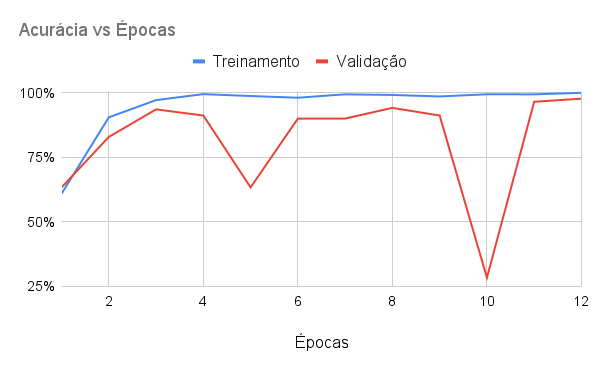 Acurácia vs Épocas
Treinamento Validação
100%
75%
50%
25%
2 4 6 8 10 12
Épocas